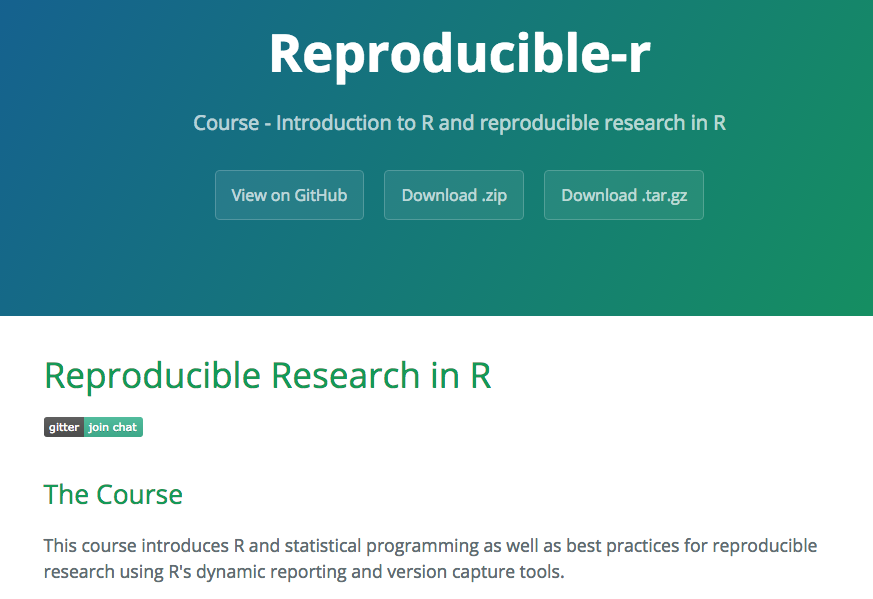 Reproducible-r
Course - Introduction to R and reproducible research in R
View on GitHub
Download .zip
Download .tar.gz
Reproducible Research in R
gitter join chat
The Course
This course introduces R and statistical programming as well as best practices for reproducible
research using R's dynamic reporting and version capture tools.